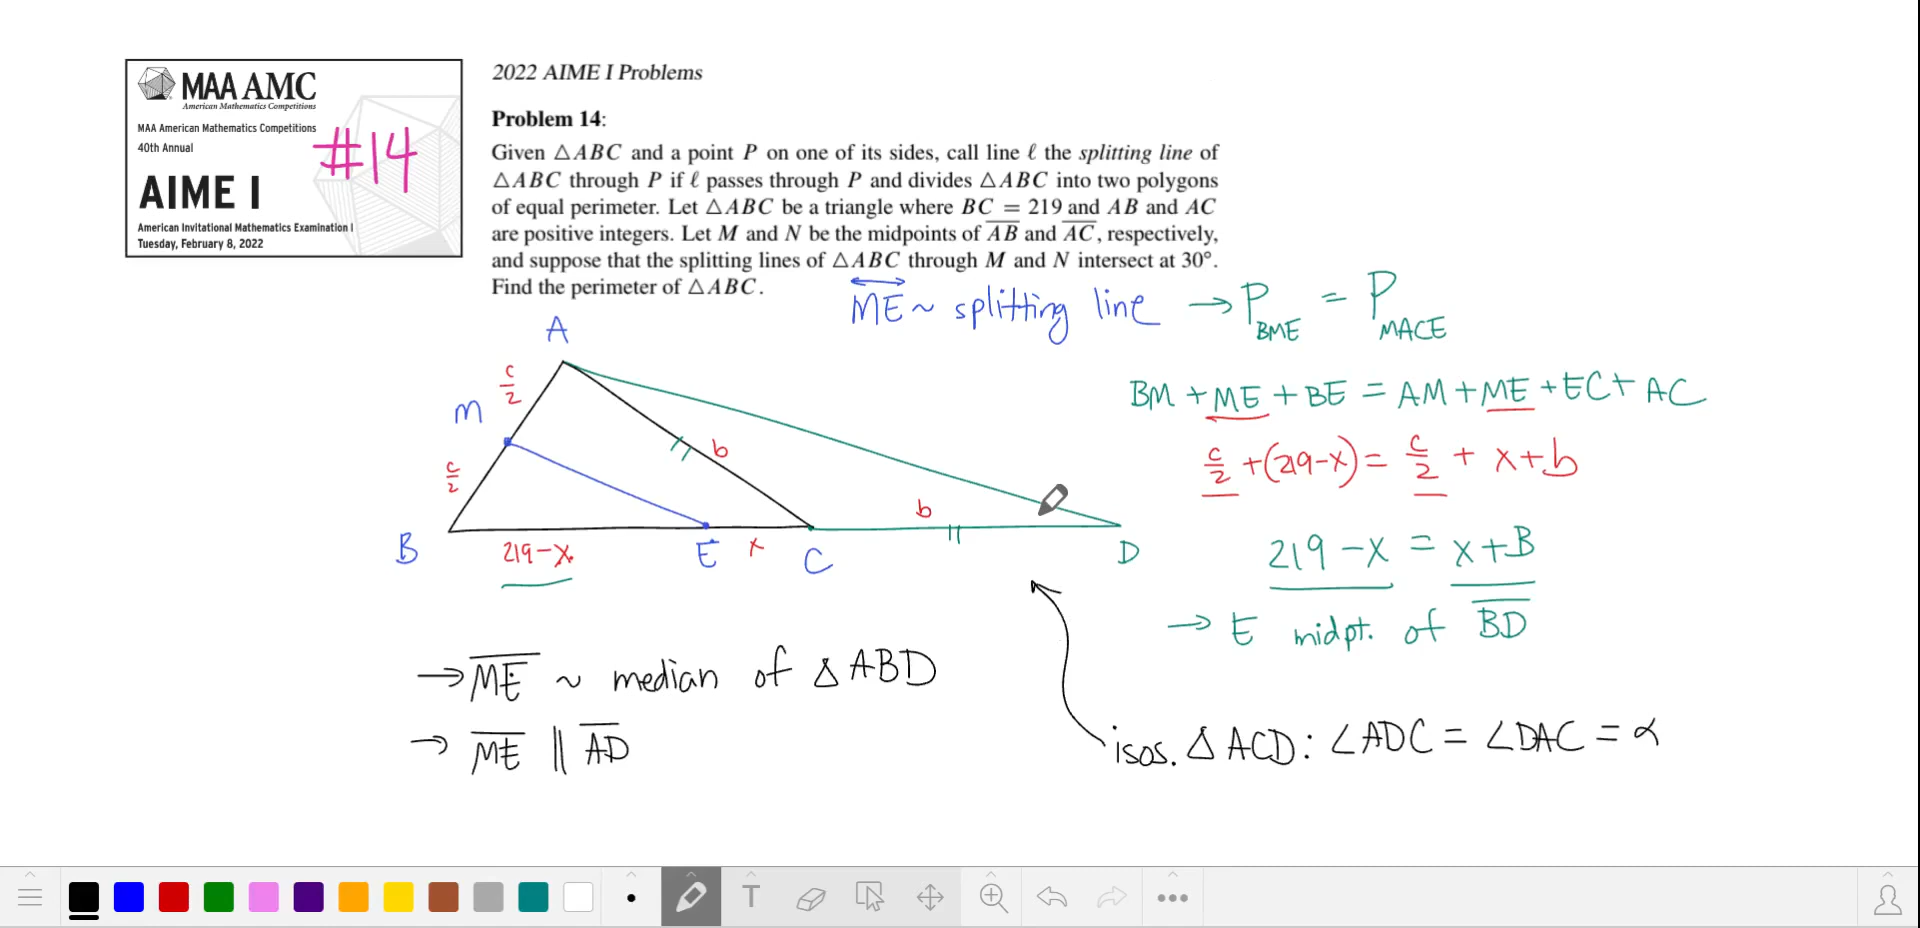 MAA AMC
American Mathematics Competitions
MAA American Mathematics Competitions
40th Annual
#14
AIME I
American Invitational Mathematics Examination I
Tuesday, February 8, 2022
2022 AIME I Problems
Problem 14:
Given △ABC and a point P on one of its sides, call line ℓ the splitting line of
△ABC through P if ℓ passes through P and divides △ABC into two polygons
of equal perimeter. Let △ABC be a triangle where BC = 219 and AB and AC
are positive integers. Let M and N be the midpoints of A̅B̅ and A̅C̅, respectively,
and suppose that the splitting lines of △ABC through M and N intersect at 30°.
Find the perimeter of △ABC.
ME ~ splitting line → P_BME = P_MACE
BM + ME + BE = AM + ME + EC + AC
c/2 + (219-x) = c/2 + x+b
219-x = x+B
→ E midpt. of B̅D̅
A
c/2
M
b
c/2
b
B
219-x
E
x
C
D
→ M̅E̅ ~ median of △ABD
→ M̅E̅ ∥ A̅D̅
isos. △ACD: ∠ADC = ∠DAC = α
T